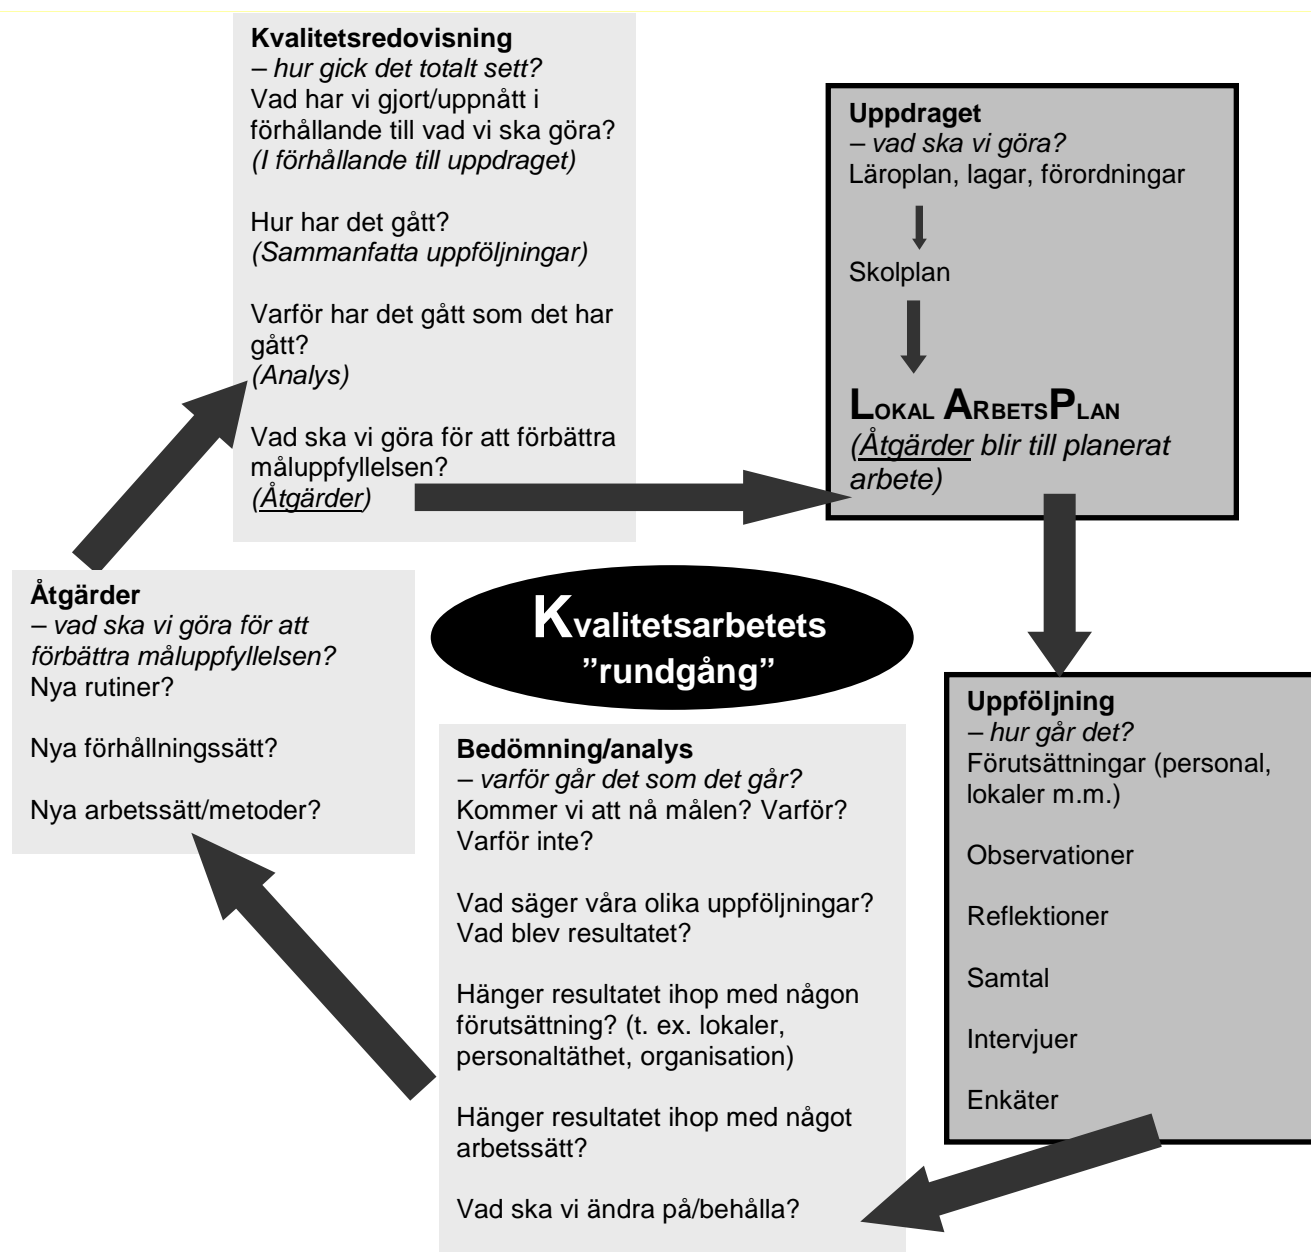 Kvalitetsredovisning
– hur gick det totalt sett?
Vad har vi gjort/uppnått i
förhållande till vad vi ska göra?
(I förhållande till uppdraget)
Hur har det gått?
(Sammanfatta uppföljningar)
Varför har det gått som det har
gått?
(Analys)
Vad ska vi göra för att förbättra
måluppfyllelsen?
(Åtgärder)
Uppdraget
– vad ska vi göra?
Läroplan, lagar, förordningar
Skolplan
LOKAL ARBETSPLAN
(Åtgärder blir till planerat
arbete)
Kvalitetsarbetets
”rundgång”
Uppföljning
– hur går det?
Förutsättningar (personal,
lokaler m.m.)
Observationer
Reflektioner
Samtal
Intervjuer
Enkäter
Bedömning/analys
– varför går det som det går?
Kommer vi att nå målen? Varför?
Varför inte?
Vad säger våra olika uppföljningar?
Vad blev resultatet?
Hänger resultatet ihop med någon
förutsättning? (t. ex. lokaler,
personaltäthet, organisation)
Hänger resultatet ihop med något
arbetssätt?
Vad ska vi ändra på/behålla?
Åtgärder
– vad ska vi göra för att
förbättra måluppfyllelsen?
Nya rutiner?
Nya förhållningssätt?
Nya arbetssätt/metoder?